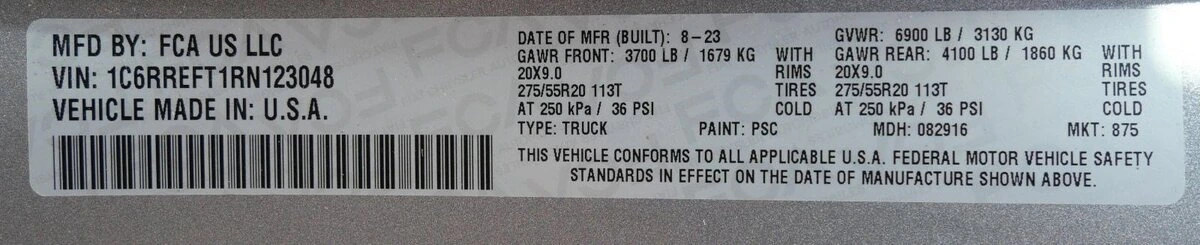 MFD BY: FCA US LLC
VIN: 1C6RREFT1RN123048
VEHICLE MADE IN: U.S.A.
DATE OF MFR (BUILT): 8-23 GVWR: 6900 LB / 3130 KG
GAWR FRONT: 3700 LB / 1679 KG WITH GAWR REAR: 4100 LB / 1860 KG WITH
20X9.0 RIMS 20X9.0 RIMS
275/55R20 113T TIRES 275/55R20 113T TIRES
AT 250 kPa / 36 PSI COLD AT 250 kPa / 36 PSI COLD
TYPE: TRUCK PAINT: PSC MDH: 082916 MKT: 875
THIS VEHICLE CONFORMS TO ALL APPLICABLE U.S.A. FEDERAL MOTOR VEHICLE SAFETY
STANDARDS IN EFFECT ON THE DATE OF MANUFACTURE SHOWN ABOVE.